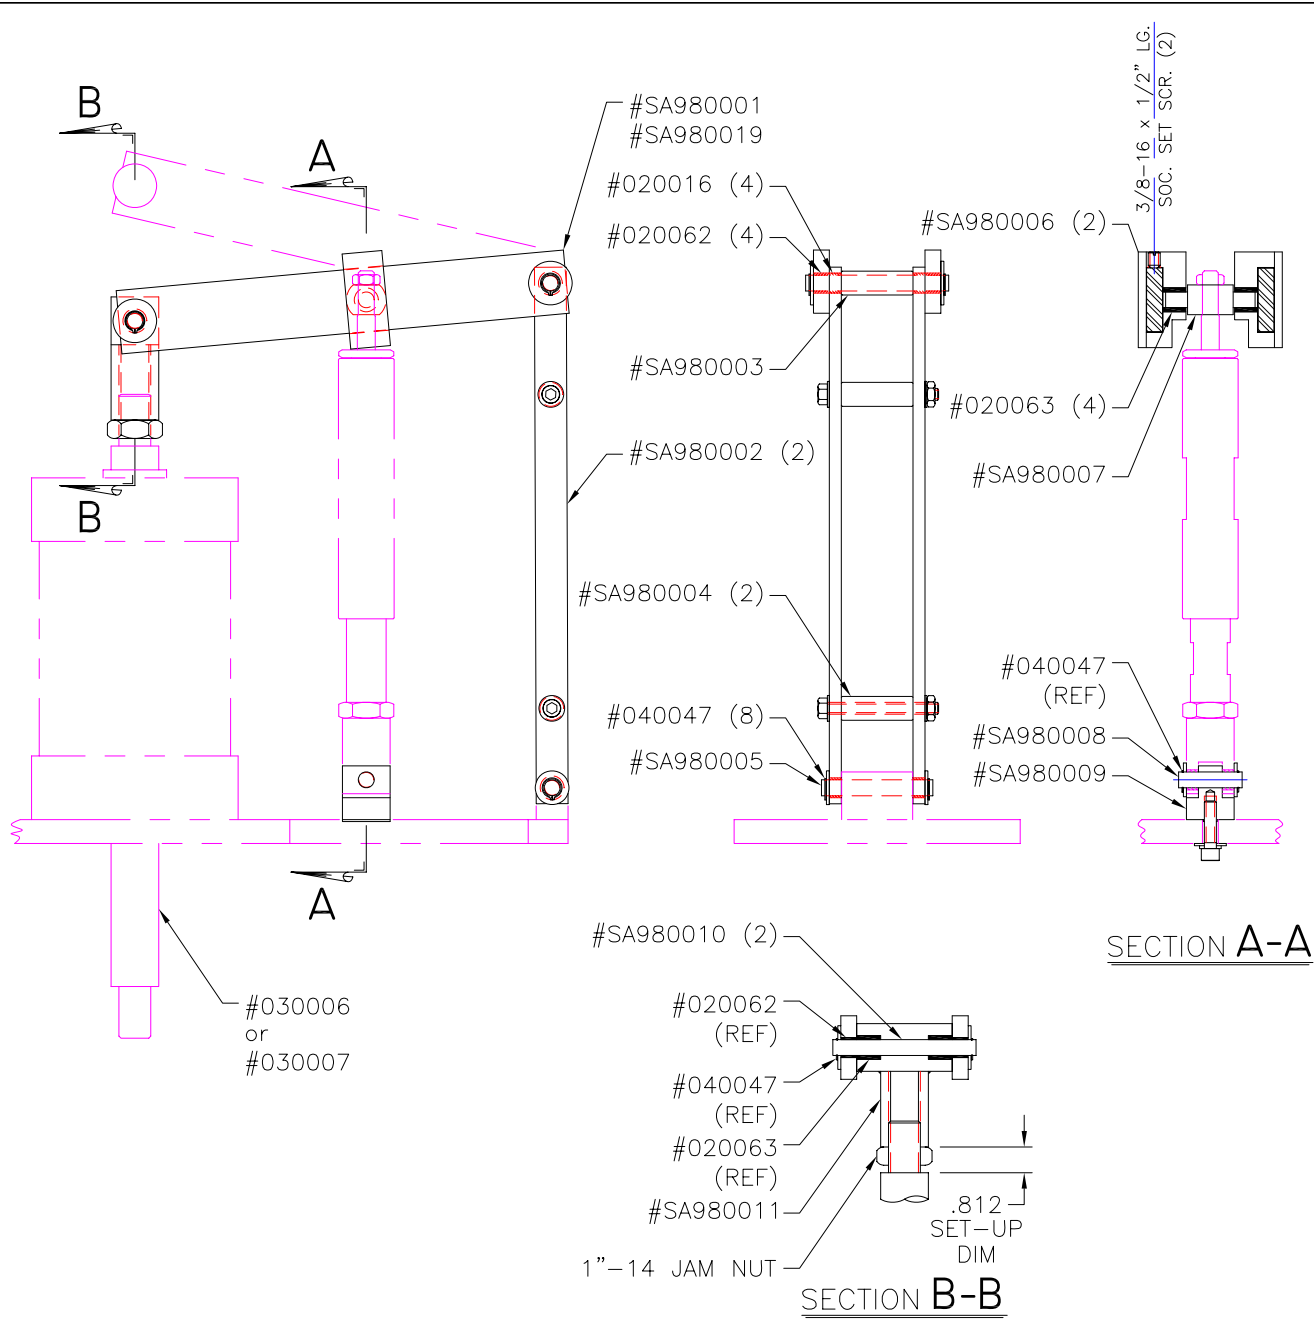 B
A
#SA980001
#SA980019
#020016 (4)
#020062 (4)
#SA980003
#SA980002 (2)
#SA980004 (2)
#040047 (8)
#SA980005
B
A
#030006
or
#030007
3/8-16 x 1/2" LG.
SOC. SET SCR. (2)
#SA980006 (2)
#020063 (4)
#SA980007
#040047
(REF)
#SA980008
#SA980009
SECTION A-A
#SA980010 (2)
#020062
(REF)
#040047
(REF)
#020063
(REF)
#SA980011
1"-14 JAM NUT
.812
SET-UP
DIM
SECTION B-B